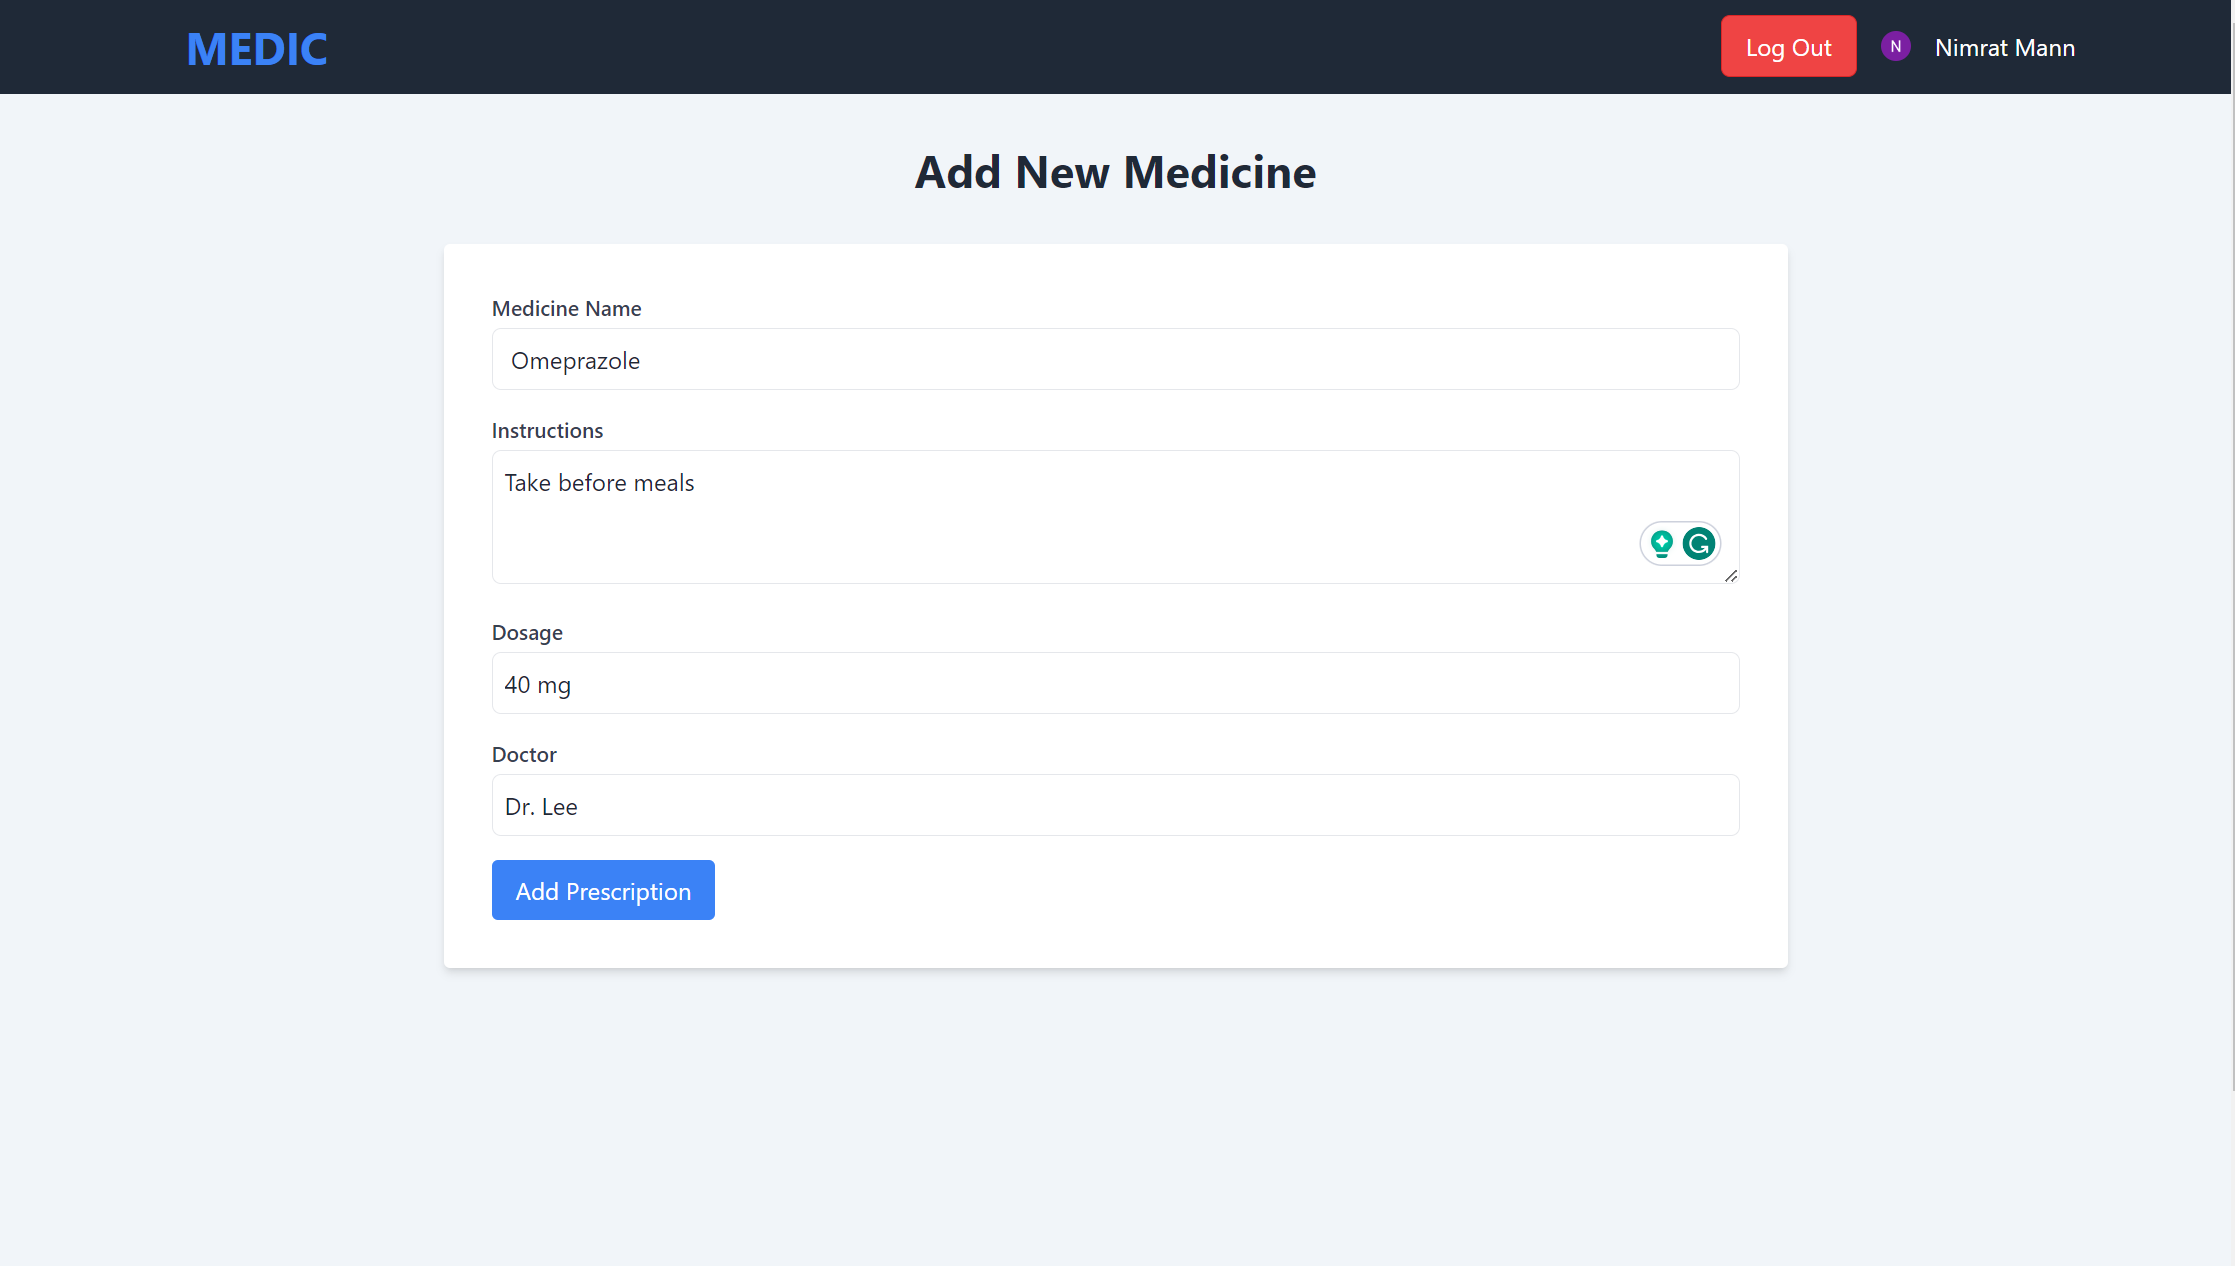 MEDIC
Log Out
N
Nimrat Mann
Add New Medicine
Medicine Name
Omeprazole
Instructions
Take before meals
Dosage
40 mg
Doctor
Dr. Lee
Add Prescription